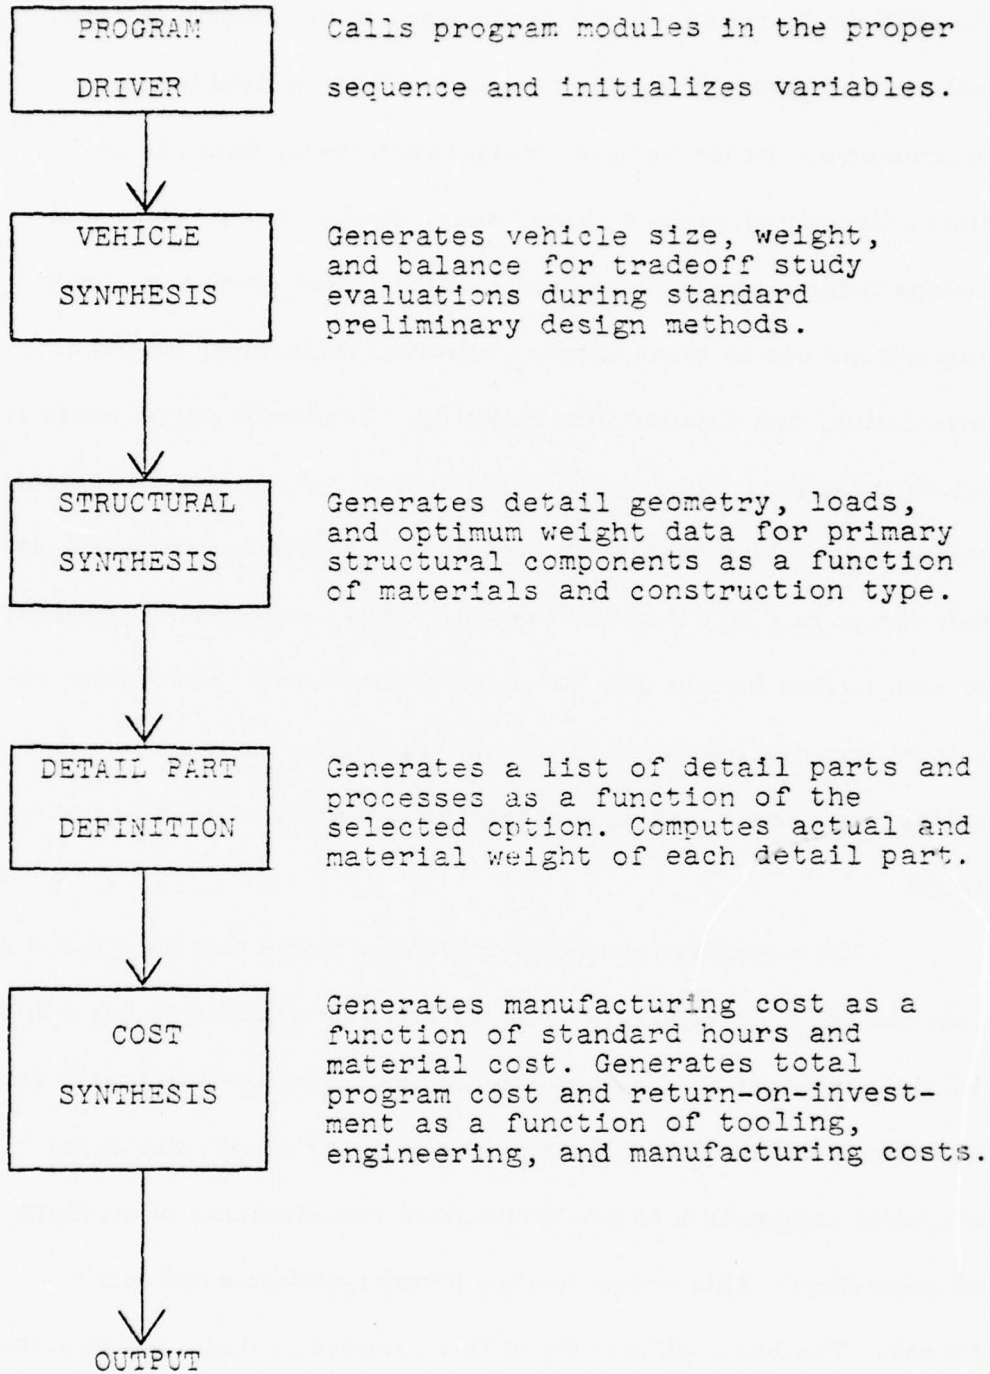 PROGRAM
DRIVER
Calls program modules in the proper
sequence and initializes variables.
VEHICLE
SYNTHESIS
Generates vehicle size, weight,
and balance for tradeoff study
evaluations during standard
preliminary design methods.
STRUCTURAL
SYNTHESIS
Generates detail geometry, loads,
and optimum weight data for primary
structural components as a function
of materials and construction type.
DETAIL PART
DEFINITION
Generates a list of detail parts and
processes as a function of the
selected option. Computes actual and
material weight of each detail part.
COST
SYNTHESIS
Generates manufacturing cost as a
function of standard hours and
material cost. Generates total
program cost and return-on-invest-
ment as a function of tooling,
engineering, and manufacturing costs.
OUTPUT